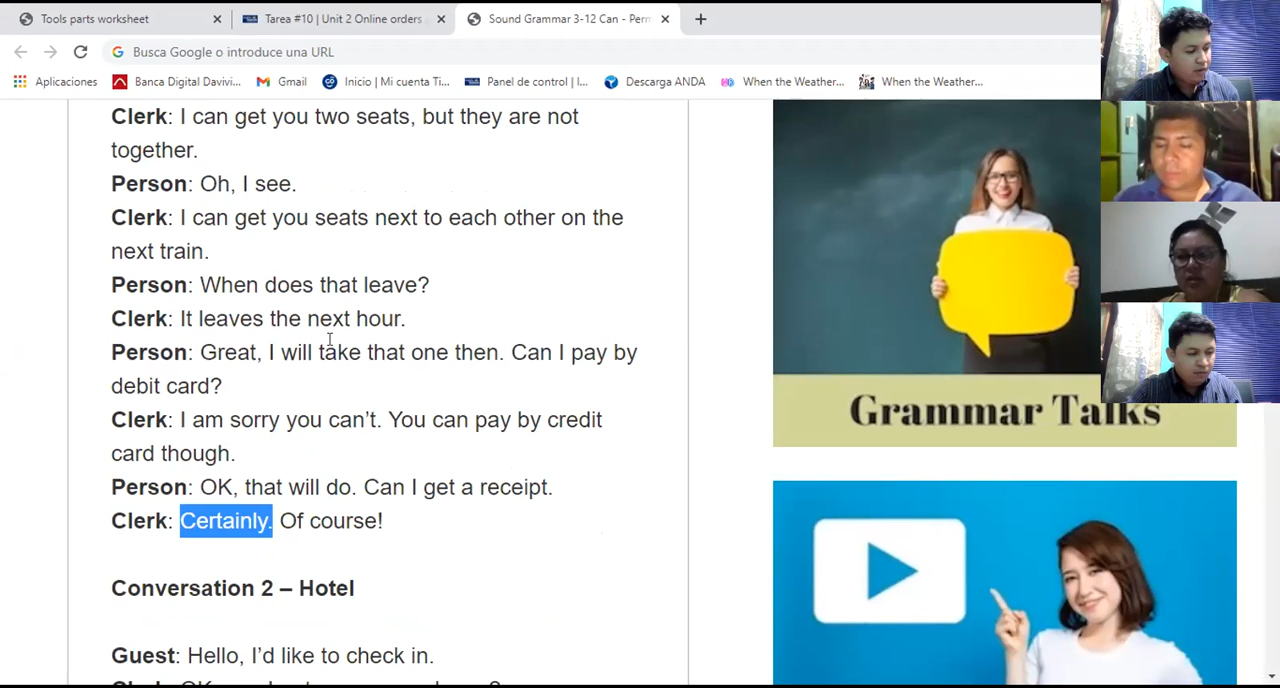 Tools parts worksheet
Tarea #10 | Unit 2 Online orders
Sound Grammar 3-12 Can - Perm
Busca Google o introduce una URL
Aplicaciones
Banca Digital Davivi...
Gmail
Inicio | Mi cuenta Ti...
Panel de control | I...
Descarga ANDA
When the Weather...
When the Weather...
Clerk: I can get you two seats, but they are not
together.
Person: Oh, I see.
Clerk: I can get you seats next to each other on the
next train.
Person: When does that leave?
Clerk: It leaves the next hour.
Person: Great, I will take that one then. Can I pay by
debit card?
Clerk: I am sorry you can’t. You can pay by credit
card though.
Person: OK, that will do. Can I get a receipt.
Clerk: Certainly. Of course!
Conversation 2 – Hotel
Guest: Hello, I’d like to check in.
Grammar Talks